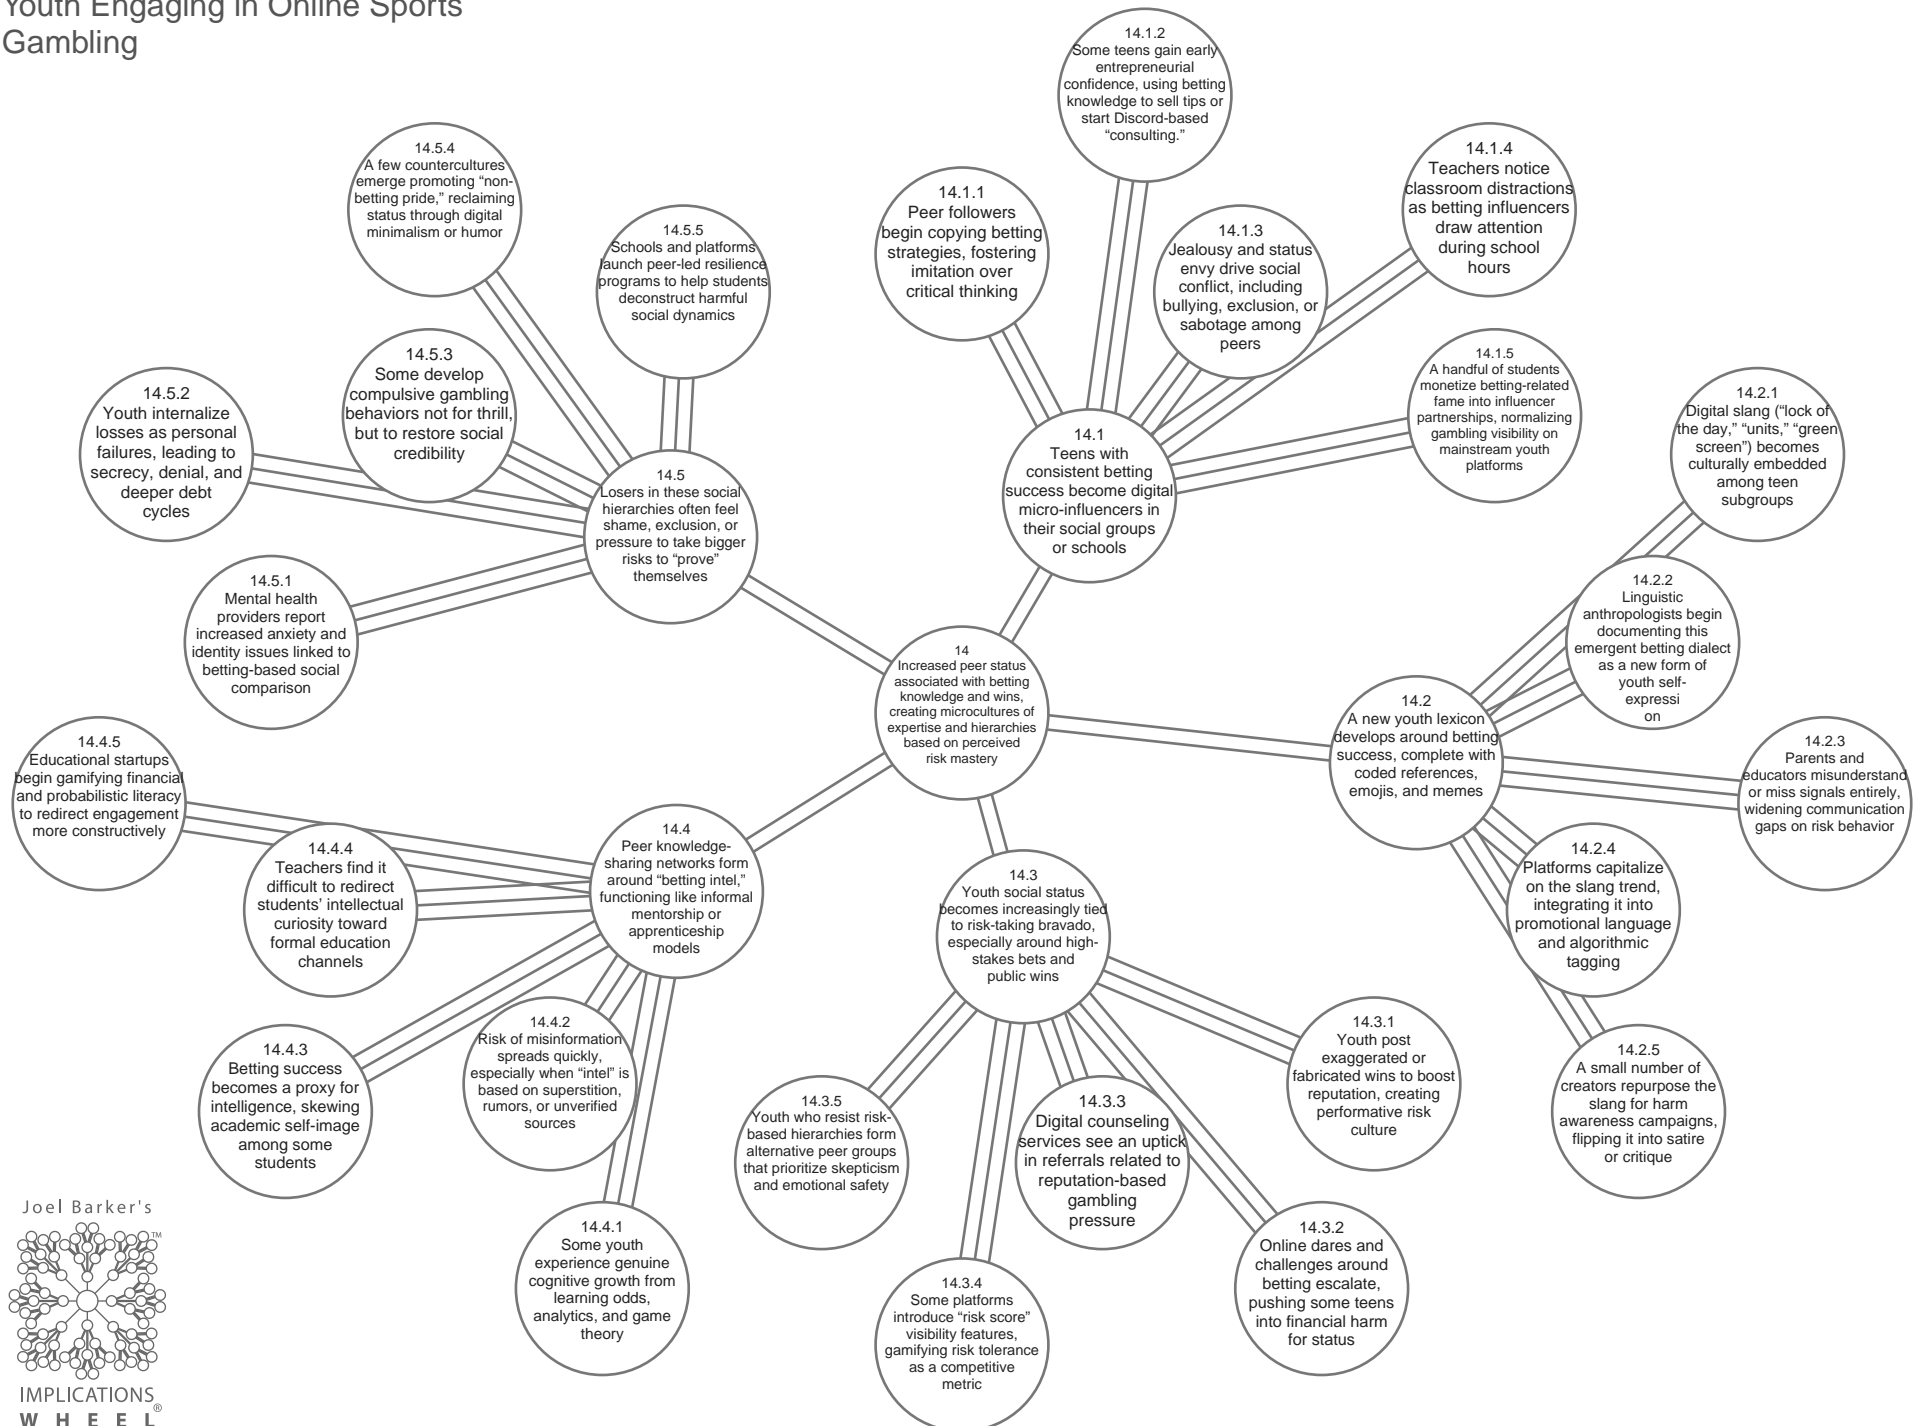 Youth Engaging in Online Sports
Gambling
14
Increased peer status
associated with betting
knowledge and wins,
creating microcultures of
expertise and hierarchies
based on perceived
risk mastery
14.1
Teens with
consistent betting
success become digital
micro-influencers in
their social groups
or schools
14.1.1
Peer followers
begin copying betting
strategies, fostering
imitation over
critical thinking
14.1.2
Some teens gain early
entrepreneurial
confidence, using betting
knowledge to sell tips or
start Discord-based
“consulting.”
14.1.3
Jealousy and status
envy drive social
conflict, including
bullying, exclusion, or
sabotage among
peers
14.1.4
Teachers notice
classroom distractions
as betting influencers
draw attention
during school
hours
14.1.5
A handful of students
monetize betting-related
fame into influencer
partnerships, normalizing
gambling visibility on
mainstream youth
platforms
14.2
A new youth lexicon
develops around betting
success, complete with
coded references,
emojis, and memes
14.2.1
Digital slang (“lock of
the day,” “units,” “green
screen”) becomes
culturally embedded
among teen
subgroups
14.2.2
Linguistic
anthropologists begin
documenting this
emergent betting dialect
as a new form of
youth self-
expressi
on
14.2.3
Parents and
educators misunderstand
or miss signals entirely,
widening communication
gaps on risk behavior
14.2.4
Platforms capitalize
on the slang trend,
integrating it into
promotional language
and algorithmic
tagging
14.2.5
A small number of
creators repurpose the
slang for harm
awareness campaigns,
flipping it into satire
or critique
14.3
Youth social status
becomes increasingly tied
to risk-taking bravado,
especially around high-
stakes bets and
public wins
14.3.1
Youth post
exaggerated or
fabricated wins to boost
reputation, creating
performative risk
culture
14.3.2
Online dares and
challenges around
betting escalate,
pushing some teens
into financial harm
for status
14.3.3
Digital counseling
services see an uptick
in referrals related to
reputation-based
gambling
pressure
14.3.4
Some platforms
introduce “risk score”
visibility features,
gamifying risk tolerance
as a competitive
metric
14.3.5
Youth who resist risk-
based hierarchies form
alternative peer groups
that prioritize skepticism
and emotional safety
14.4
Peer knowledge-
sharing networks form
around “betting intel,”
functioning like informal
mentorship or
apprenticeship
models
14.4.1
Some youth
experience genuine
cognitive growth from
learning odds,
analytics, and game
theory
14.4.2
Risk of misinformation
spreads quickly,
especially when “intel” is
based on superstition,
rumors, or unverified
sources
14.4.3
Betting success
becomes a proxy for
intelligence, skewing
academic self-image
among some
students
14.4.4
Teachers find it
difficult to redirect
students’ intellectual
curiosity toward
formal education
channels
14.4.5
Educational startups
begin gamifying financial
and probabilistic literacy
to redirect engagement
more constructively
14.5
Losers in these social
hierarchies often feel
shame, exclusion, or
pressure to take bigger
risks to “prove”
themselves
14.5.1
Mental health
providers report
increased anxiety and
identity issues linked to
betting-based social
comparison
14.5.2
Youth internalize
losses as personal
failures, leading to
secrecy, denial, and
deeper debt
cycles
14.5.3
Some develop
compulsive gambling
behaviors not for thrill,
but to restore social
credibility
14.5.4
A few countercultures
emerge promoting “non-
betting pride,” reclaiming
status through digital
minimalism or humor
14.5.5
Schools and platforms
launch peer-led resilience
programs to help students
deconstruct harmful
social dynamics
Joel Barker's
TM
IMPLICATIONS
WHEEL®